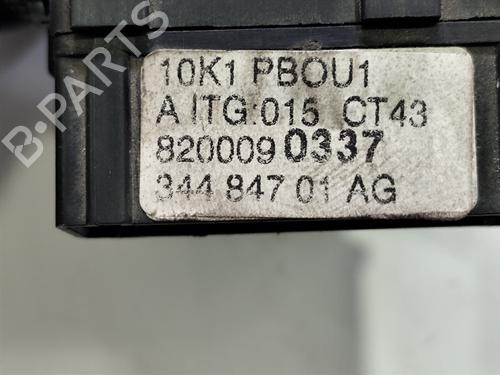 B-PARTS
10K1 PBOU1
A ITG:015 CT43
8200090337
344 847 01 AG